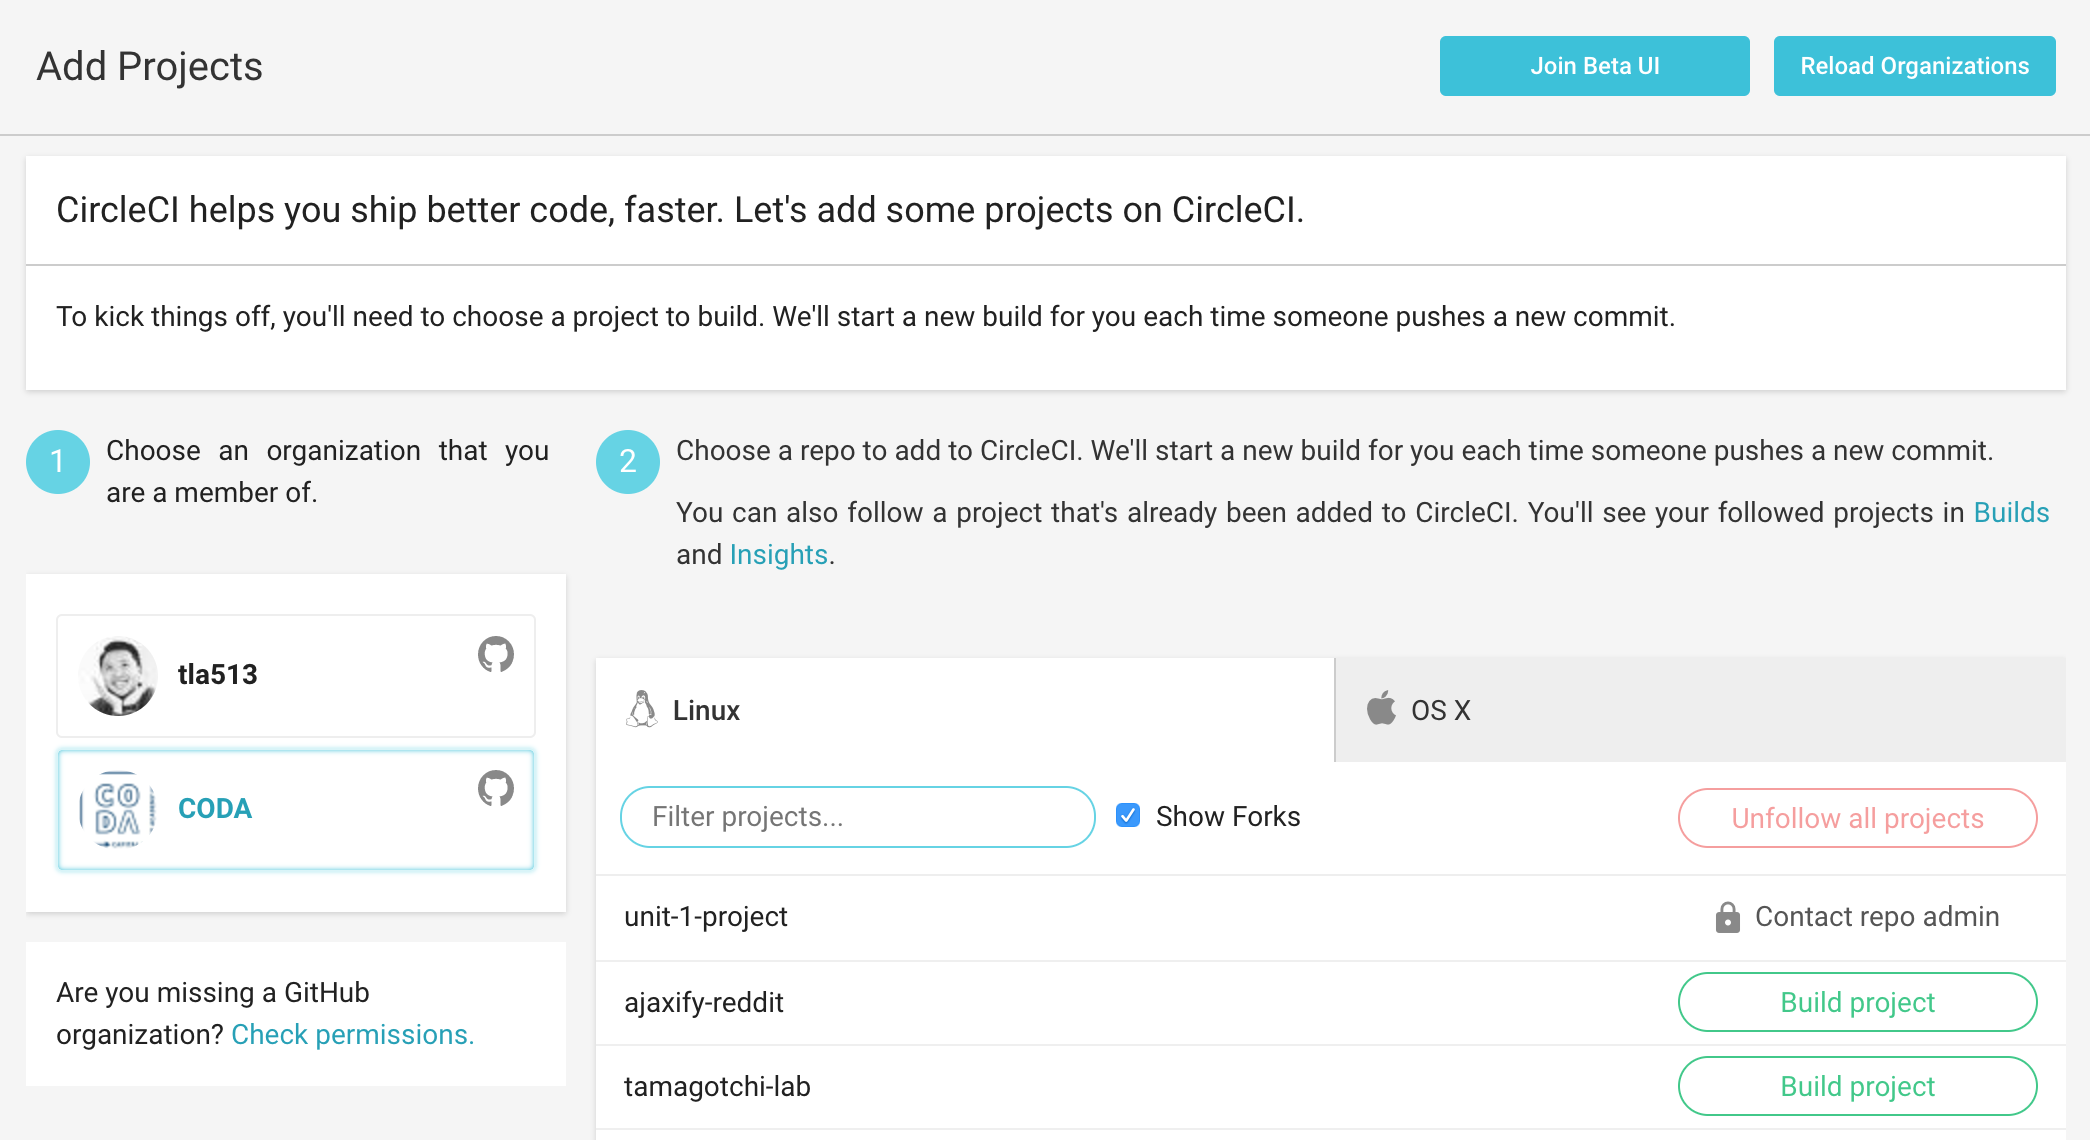 Add Projects
Join Beta UI
Reload Organizations
CircleCI helps you ship better code, faster. Let's add some projects on CircleCI.
To kick things off, you'll need to choose a project to build. We'll start a new build for you each time someone pushes a new commit.
1
Choose an organization that you
are a member of.
2
Choose a repo to add to CircleCI. We'll start a new build for you each time someone pushes a new commit.
You can also follow a project that's already been added to CircleCI. You'll see your followed projects in Builds
and Insights.
tla513
CODA
CODA
Are you missing a GitHub
organization? Check permissions.
Linux
OS X
Filter projects...
Show Forks
Unfollow all projects
unit-1-project
Contact repo admin
ajaxify-reddit
Build project
tamagotchi-lab
Build project